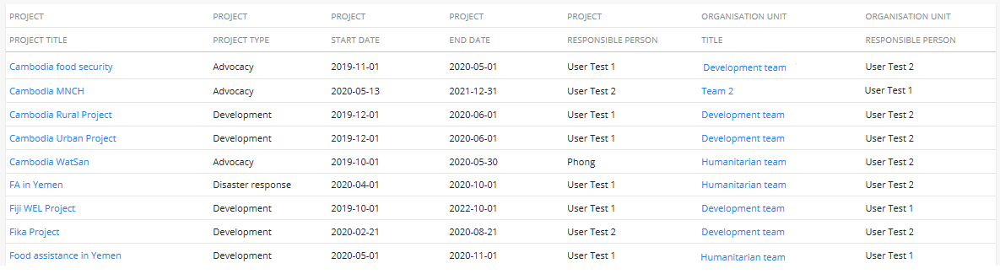 PROJECT PROJECT PROJECT PROJECT PROJECT ORGANISATION UNIT ORGANISATION UNIT
PROJECT TITLE PROJECT TYPE START DATE END DATE RESPONSIBLE PERSON TITLE RESPONSIBLE PERSON
Cambodia food security Advocacy 2019-11-01 2020-05-01 User Test 1 Development team User Test 2
Cambodia MNCH Advocacy 2020-05-13 2021-12-31 User Test 2 Team 2 User Test 1
Cambodia Rural Project Development 2019-12-01 2020-06-01 User Test 1 Development team User Test 2
Cambodia Urban Project Development 2019-12-01 2020-06-01 User Test 1 Development team User Test 2
Cambodia WatSan Advocacy 2019-10-01 2020-05-30 Phong Humanitarian team User Test 2
FA in Yemen Disaster response 2020-04-01 2020-10-01 User Test 1 Humanitarian team User Test 2
Fiji WEL Project Development 2019-10-01 2022-10-01 User Test 1 Development team User Test 1
Fika Project Development 2020-02-21 2020-08-21 User Test 2 Development team User Test 2
Food assistance in Yemen Development 2020-05-01 2020-11-01 User Test 1 Humanitarian team User Test 1